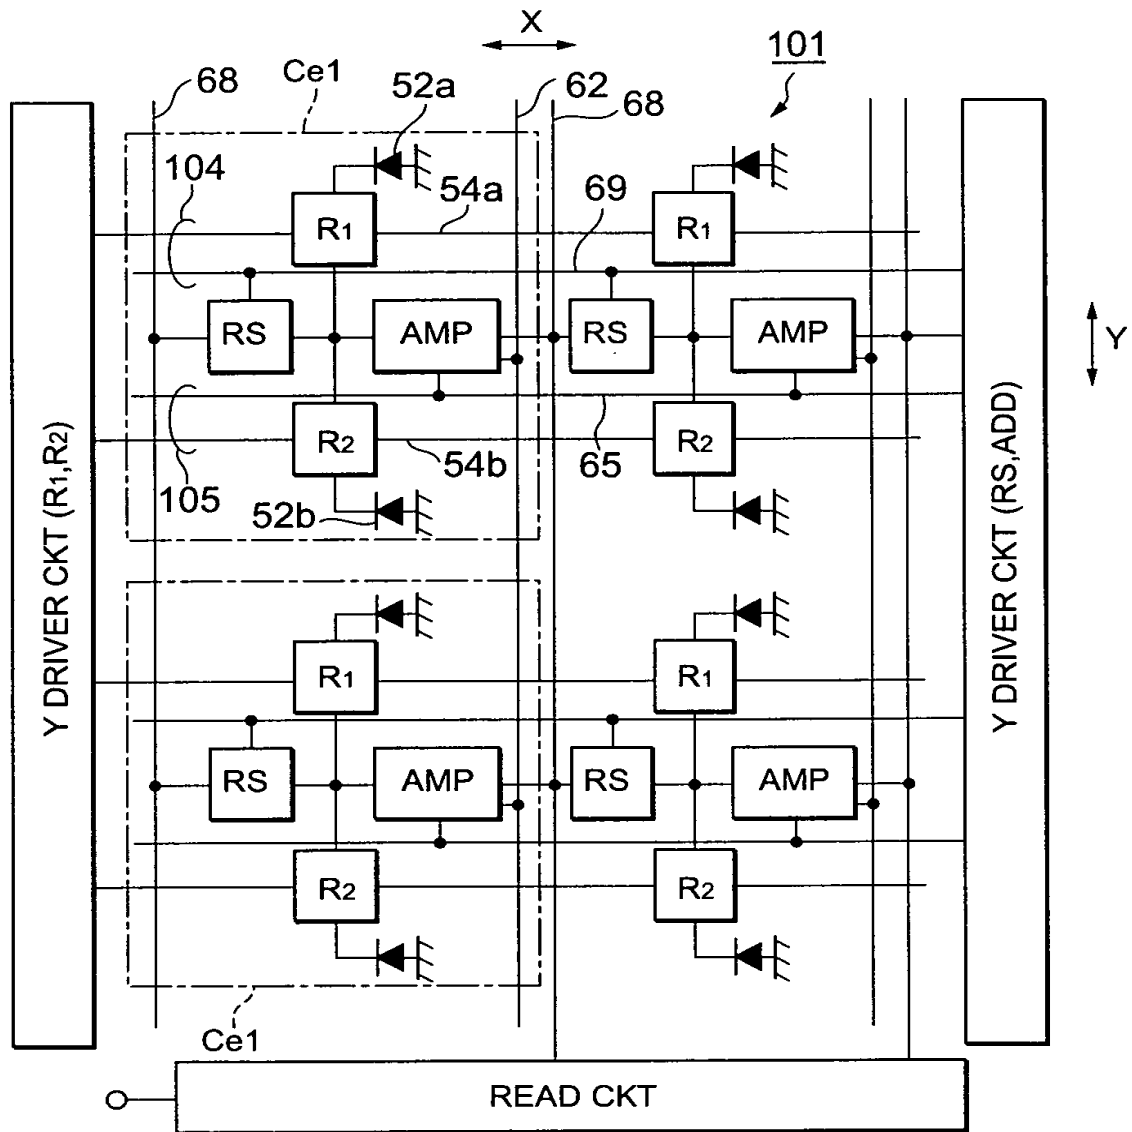 X
101
Ce1
68
52a
62
68
104
54a
69
R1
R1
RS
AMP
RS
AMP
Y
R2
R2
105
54b
65
52b
Y DRIVER CKT (R1,R2)
Y DRIVER CKT (RS,ADD)
R1
R1
RS
AMP
RS
AMP
R2
R2
Ce1
READ CKT